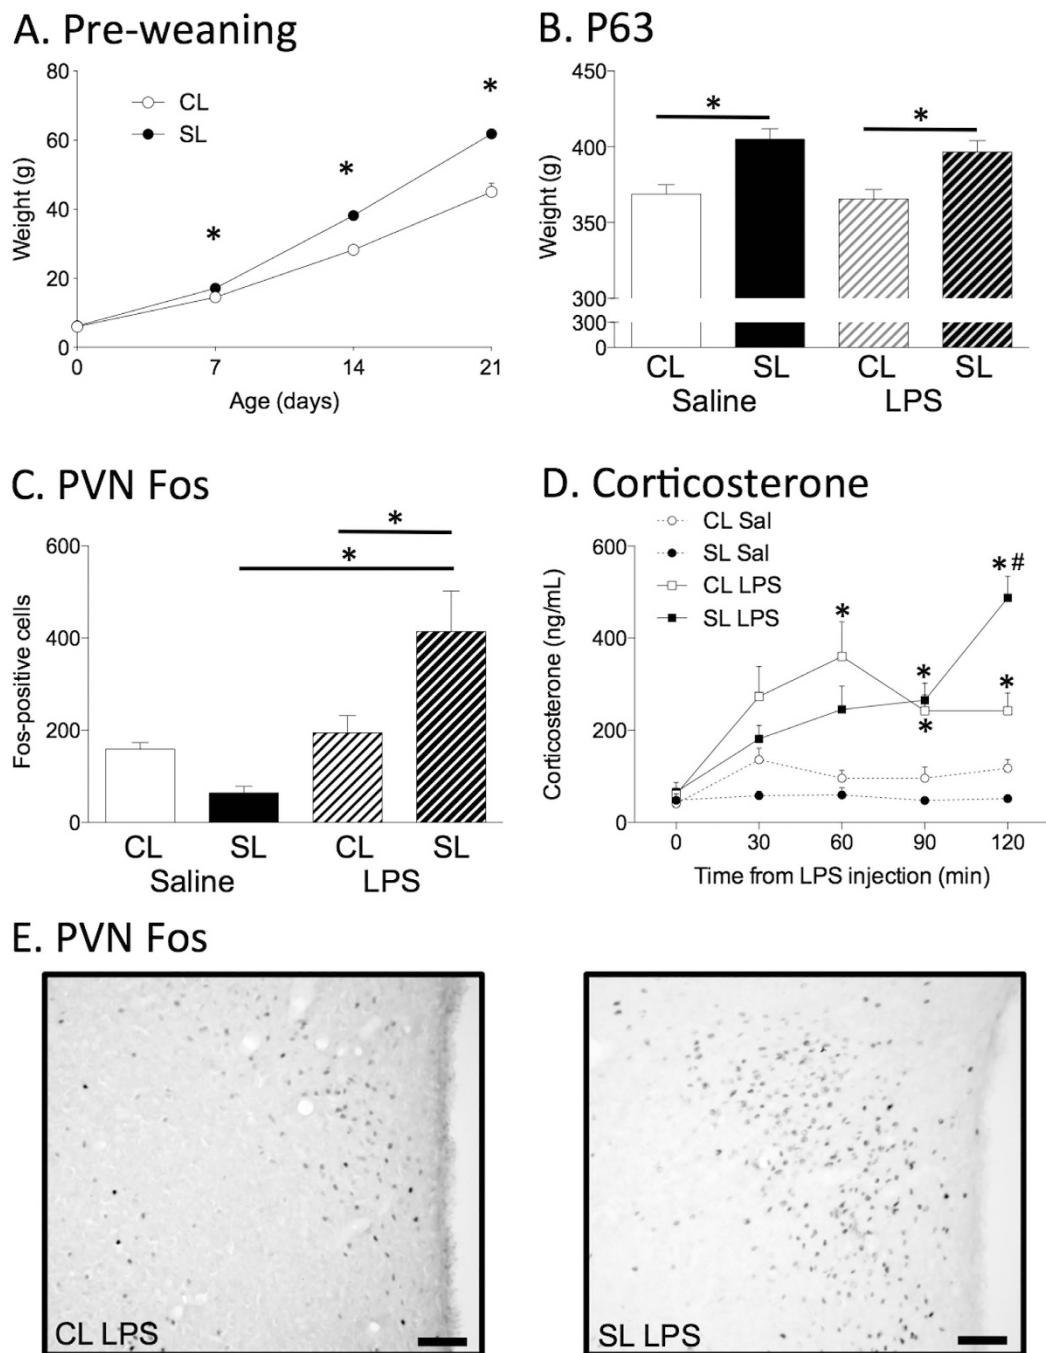 A. Pre-weaning
80
60
40
20
0
Weight (g)
CL
SL
*
*
*
0 7 14 21
Age (days)
B. P63
450
400
350
300
300
0
Weight (g)
*
*
CL SL CL SL
Saline LPS
C. PVN Fos
600
400
200
0
Fos-positive cells
*
*
CL SL CL SL
Saline LPS
D. Corticosterone
CL Sal
SL Sal
CL LPS
SL LPS
600
400
200
0
Corticosterone (ng/mL)
*
*
*
*#
*
0 30 60 90 120
Time from LPS injection (min)
E. PVN Fos
CL LPS
SL LPS